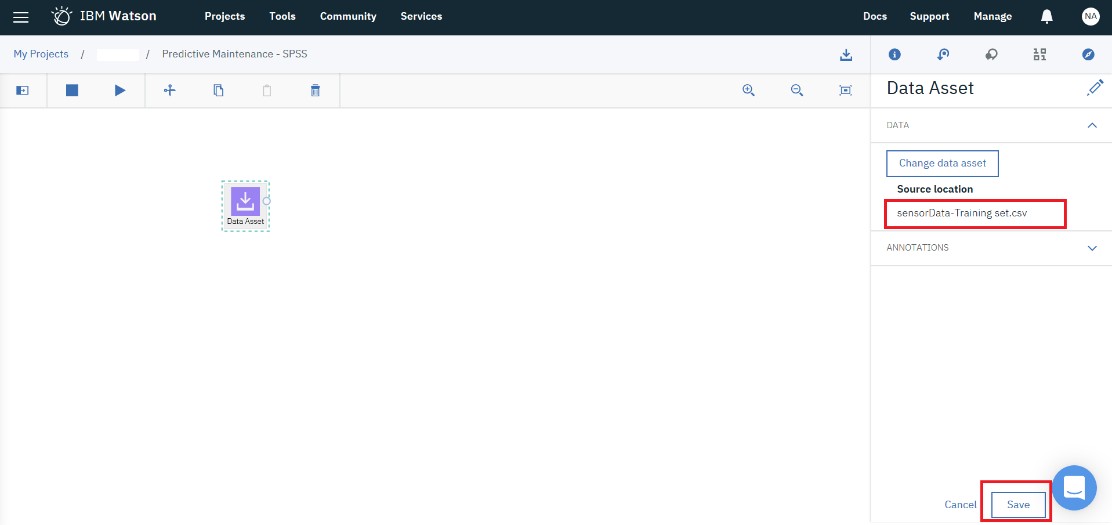 IBM Watson
Projects
Tools
Community
Services
Docs
Support
Manage
NA
My Projects / / Predictive Maintenance - SPSS
Data Asset
DATA
Change data asset
Source location
sensorData-Training set.csv
ANNOTATIONS
Data Asset
Cancel
Save